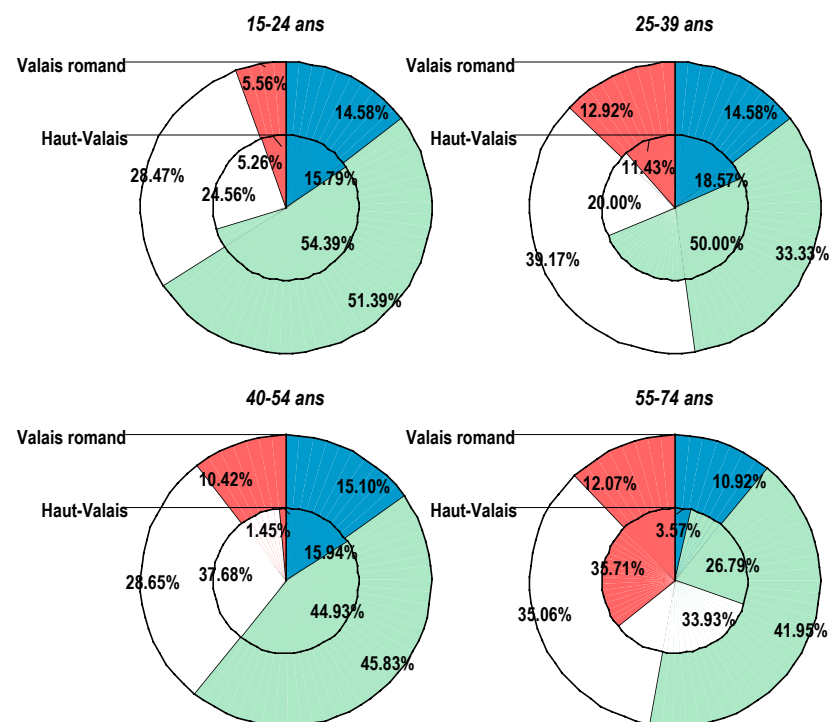 15-24 ans
25-39 ans
Valais romand
5.56%
14.58%
Haut-Valais
5.26%
28.47%
24.56%
15.79%
54.39%
51.39%
Valais romand
12.92%
14.58%
Haut-Valais
11.43%
18.57%
20.00%
50.00%
39.17%
33.33%
40-54 ans
55-74 ans
Valais romand
10.42%
15.10%
Haut-Valais
1.45%
15.94%
28.65%
37.68%
44.93%
45.83%
Valais romand
12.07%
10.92%
Haut-Valais
3.57%
35.71%
26.79%
35.06%
33.93%
41.95%